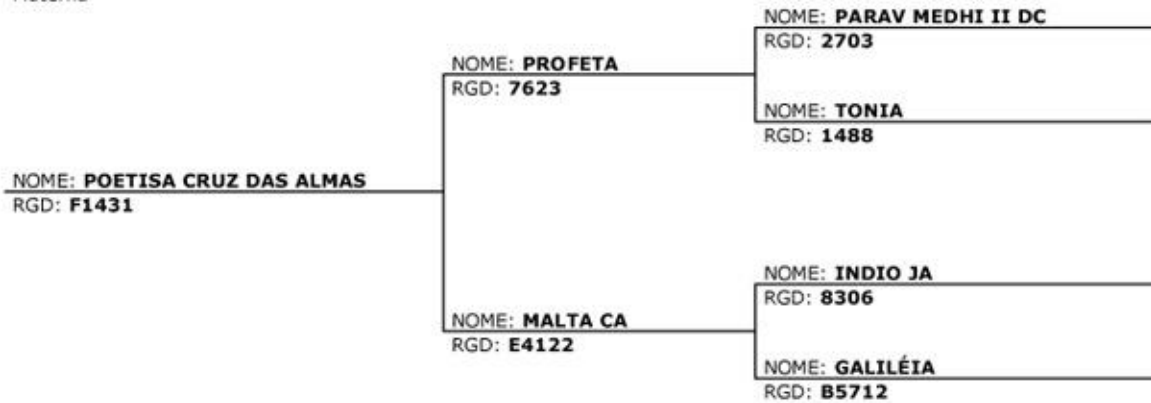 NOME: PARAV MEDHI II DC
RGD: 2703
NOME: PROFETA
RGD: 7623
NOME: TONIA
RGD: 1488
NOME: POETISA CRUZ DAS ALMAS
RGD: F1431
NOME: INDIO JA
RGD: 8306
NOME: MALTA CA
RGD: E4122
NOME: GALILÉIA
RGD: B5712